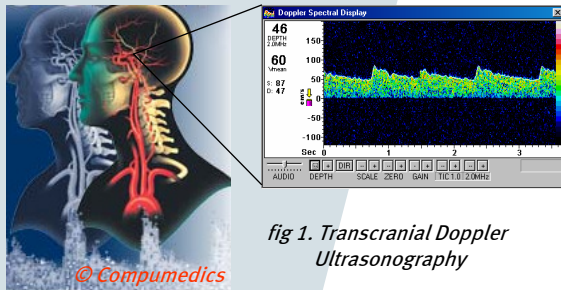 Doppler Spectral Display
46
DEPTH
2.0MHz
60
Vmean
S: 87
D: 47
cm/s
150
100
50
0
-50
-100
Sec 0 1 2 3
AUDIO DEPTH DIR SCALE ZERO GAIN TIC 1.0 2.0MHz
fig 1. Transcranial Doppler
Ultrasonography
© Compumedics